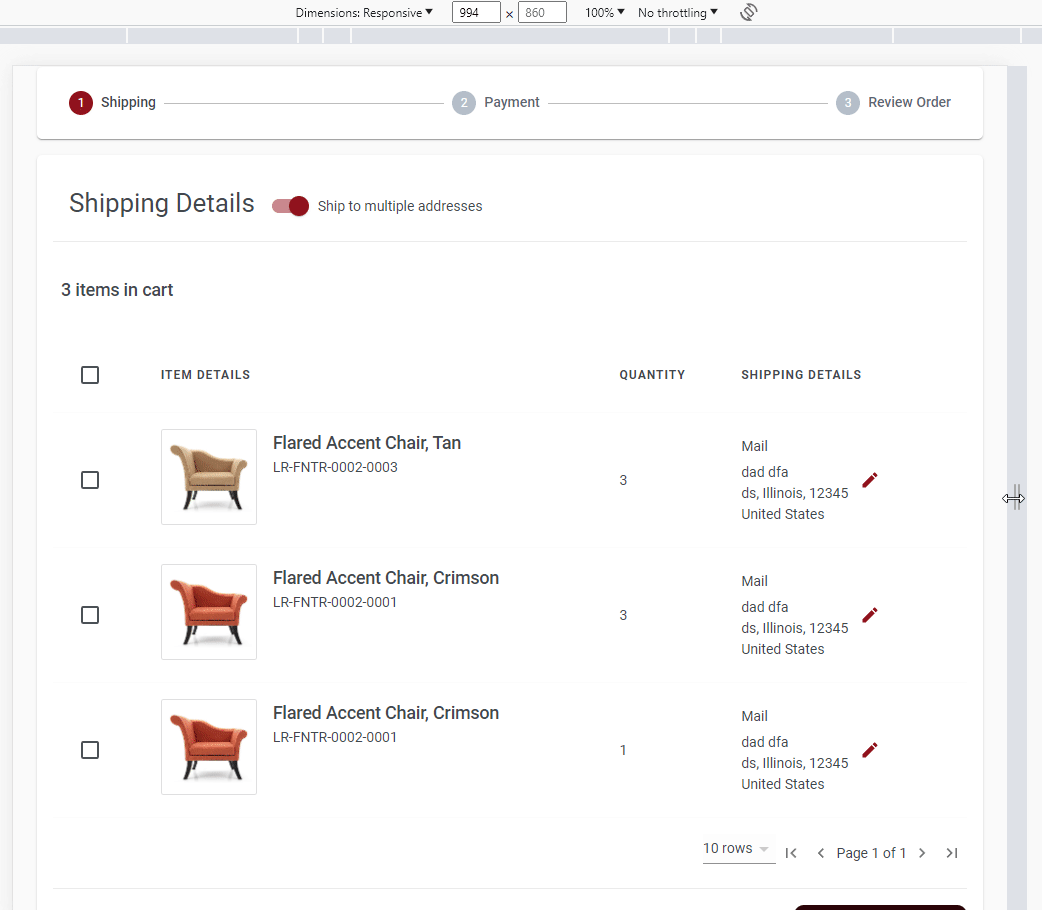 Dimensions: Responsive 994 × 860 100% No throttling
1 Shipping 2 Payment 3 Review Order
Shipping Details Ship to multiple addresses
3 items in cart
ITEM DETAILS QUANTITY SHIPPING DETAILS
Flared Accent Chair, Tan
LR-FNTR-0002-0003
3
Mail
dad dfa
ds, Illinois, 12345
United States
Flared Accent Chair, Crimson
LR-FNTR-0002-0001
3
Mail
dad dfa
ds, Illinois, 12345
United States
Flared Accent Chair, Crimson
LR-FNTR-0002-0001
1
Mail
dad dfa
ds, Illinois, 12345
United States
10 rows Page 1 of 1